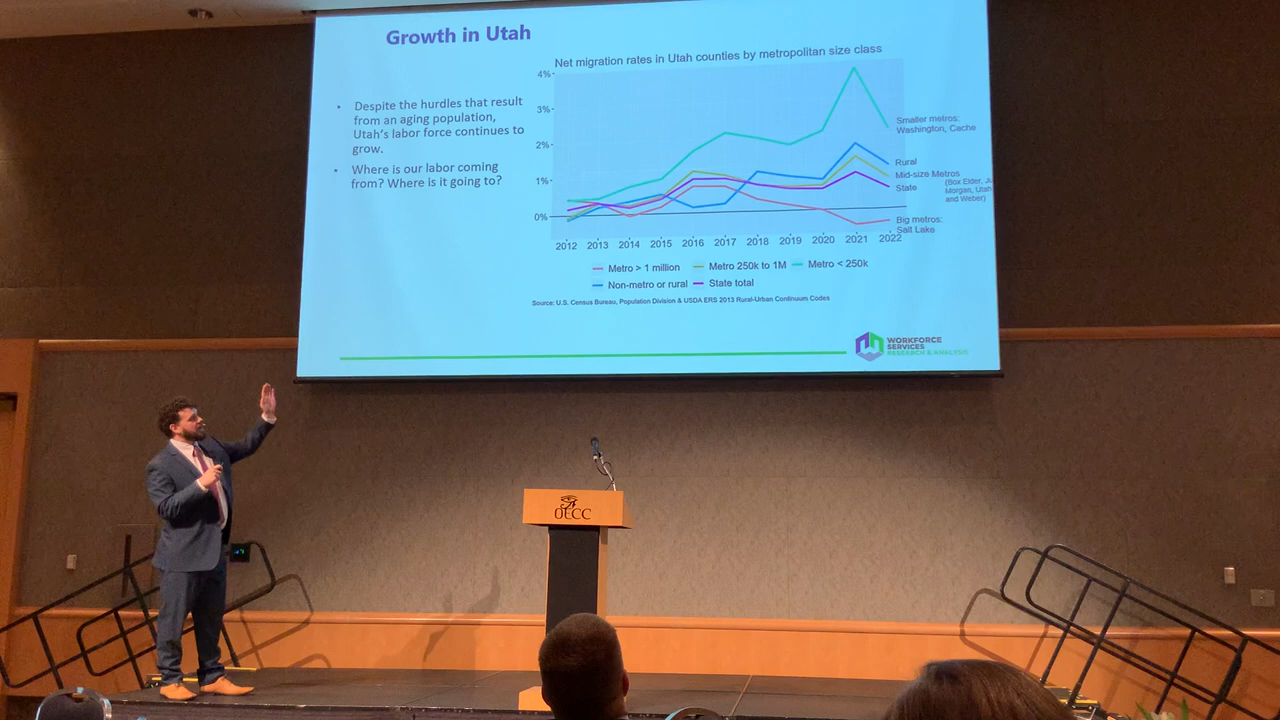 Growth in Utah
• Despite the hurdles that result
from an aging population,
Utah's labor force continues to
grow.
• Where is our labor coming
from? Where is it going to?
Net migration rates in Utah counties by metropolitan size class
4%
3%
2%
1%
0%
2012 2013 2014 2015 2016 2017 2018 2019 2020 2021 2022
Smaller metros:
Washington, Cache
Rural
Mid-size Metros
State
(Box Elder,
Morgan, Utah
and Weber)
Big metros:
Salt Lake
Metro > 1 million Metro 250k to 1M Metro < 250k
Non-metro or rural State total
Source: U.S. Census Bureau, Population Division & USDA ERS 2013 Rural-Urban Continuum Codes
WORKFORCE
SERVICES
RESEARCH & ANALYSIS
OECC